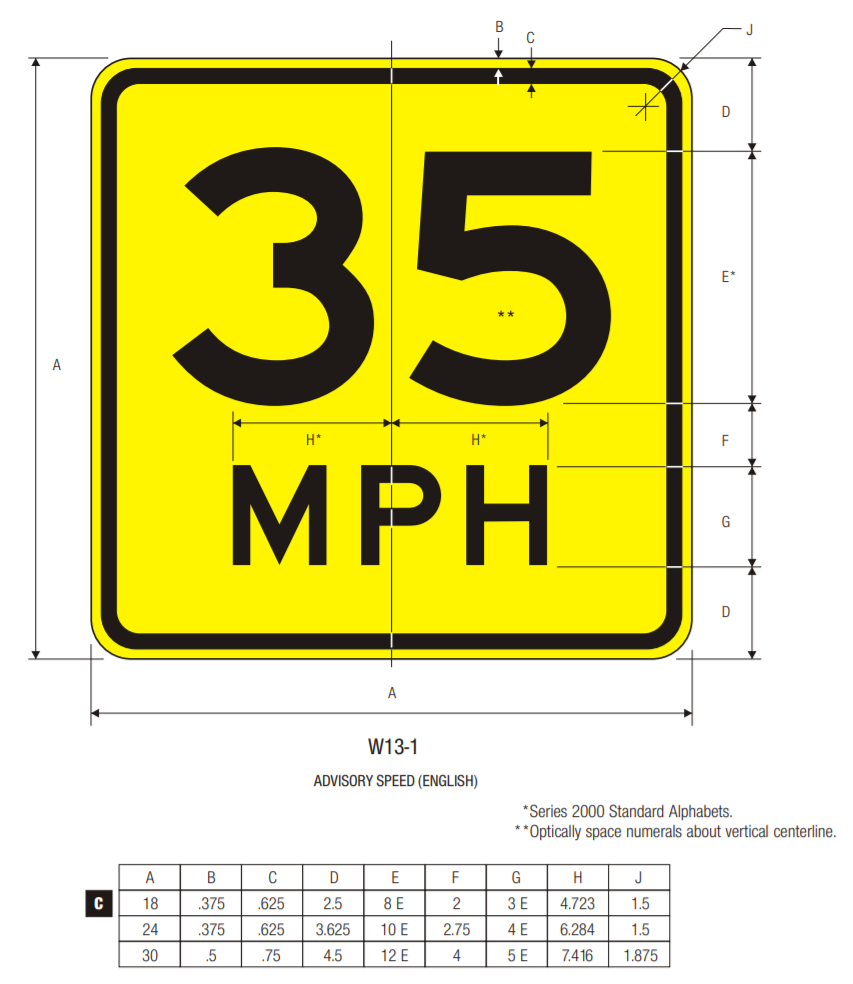 B
C
J
D
35
E*
**
A
H* H*
F
MPH
G
D
A
W13-1
ADVISORY SPEED (ENGLISH)
*Series 2000 Standard Alphabets.
**Optically space numerals about vertical centerline.
A B C D E F G H J
C 18 .375 .625 2.5 8 E 2 3 E 4.723 1.5
24 .375 .625 3.625 10 E 2.75 4 E 6.284 1.5
30 .5 .75 4.5 12 E 4 5 E 7.416 1.875